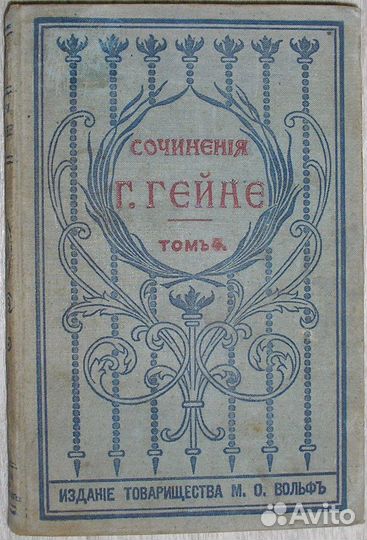 СОЧИНЕНІЯ
Г. ГЕЙНЕ
ТОМЪ 4.
ИЗДАНІЕ ТОВАРИЩЕСТВА М. О. ВОЛЬФЪ
Avito